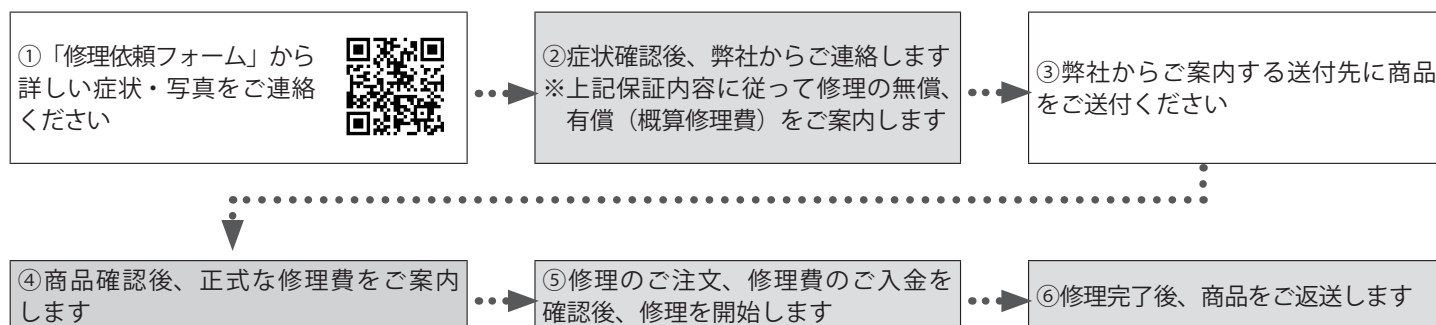 ①「修理依頼フォーム」から
詳しい症状・写真をご連絡
ください
②症状確認後、弊社からご連絡します
※上記保証内容に従って修理の無償、
有償（概算修理費）をご案内します
③弊社からご案内する送付先に商品
をご送付ください
④商品確認後、正式な修理費をご案内
します
⑤修理のご注文、修理費のご入金を
確認後、修理を開始します
⑥修理完了後、商品をご返送します